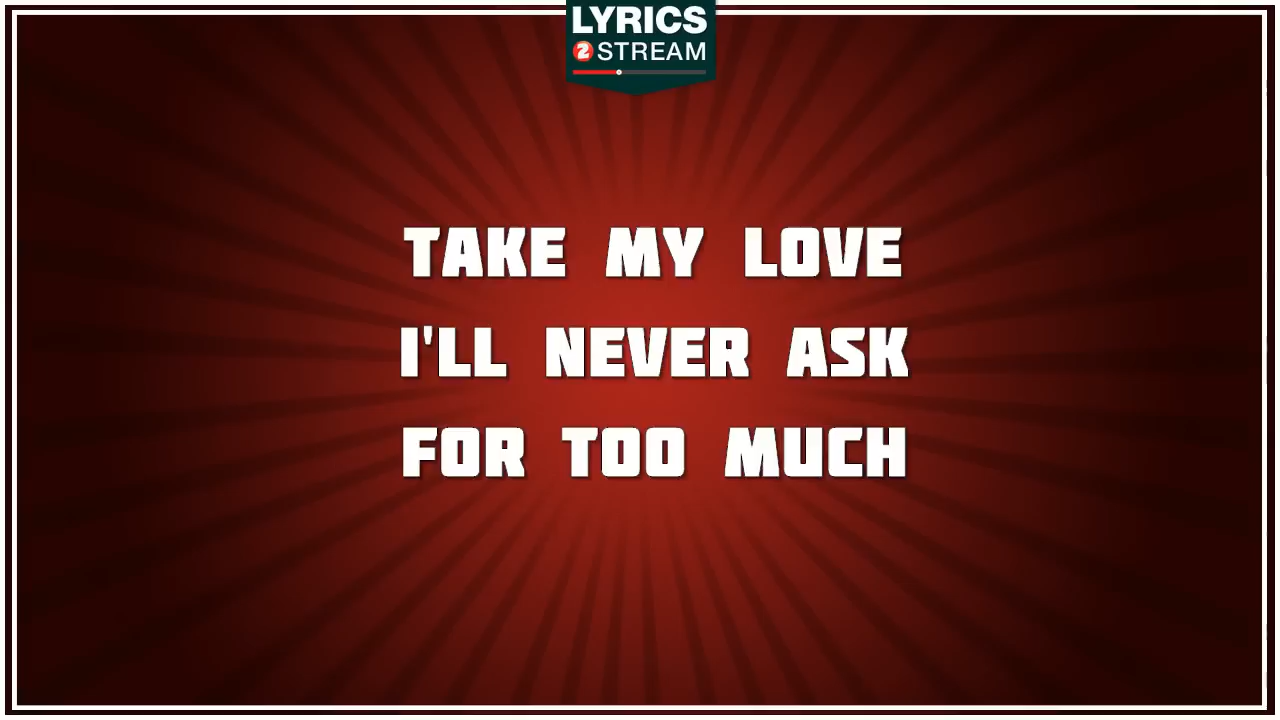 LYRICS
2 STREAM
TAKE MY LOVE
I'LL NEVER ASK
FOR TOO MUCH